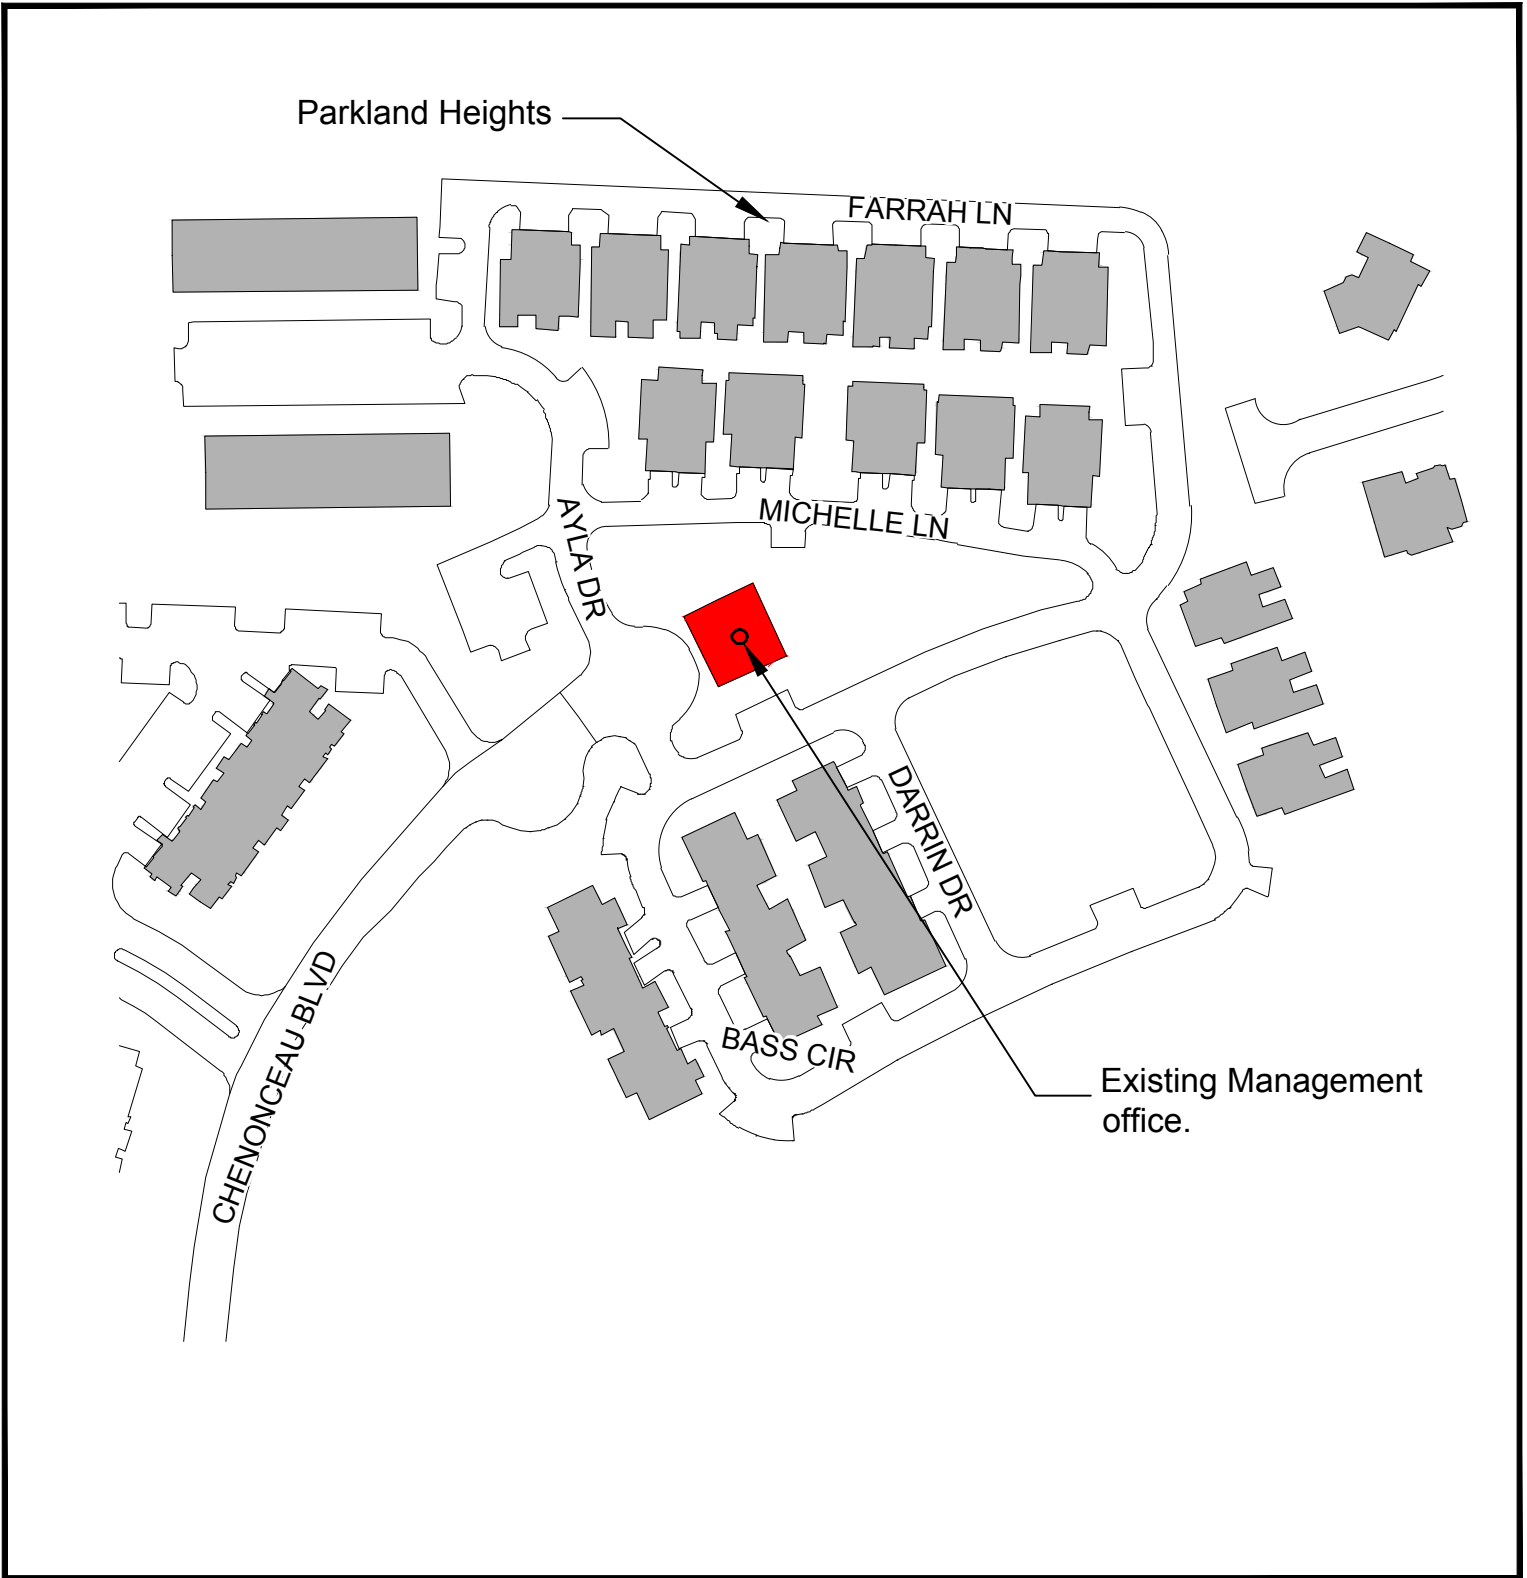 Parkland Heights
FARRAH LN
MICHELLE LN
AYLA DR
DARRIN DR
BASS CIR
CHENONCEAU BLVD
Existing Management
office.